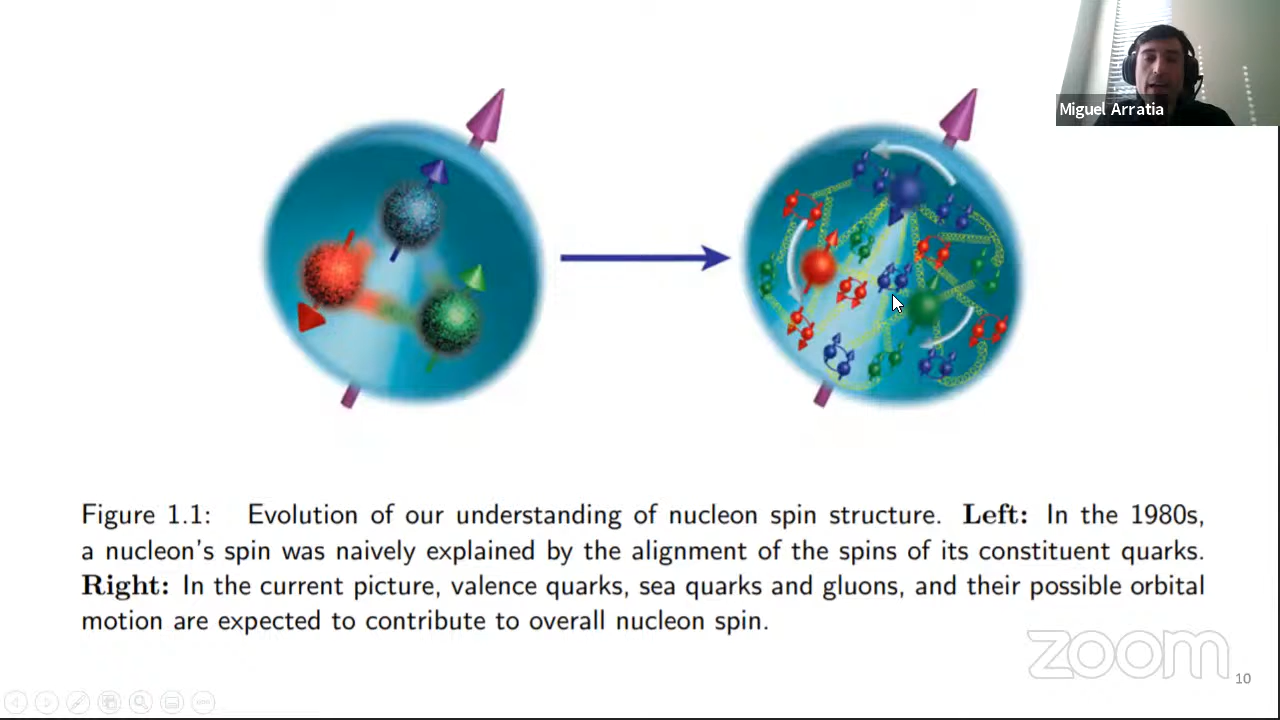 Miguel Arratia
Figure 1.1: Evolution of our understanding of nucleon spin structure. Left: In the 1980s,
a nucleon's spin was naively explained by the alignment of the spins of its constituent quarks.
Right: In the current picture, valence quarks, sea quarks and gluons, and their possible orbital
motion are expected to contribute to overall nucleon spin.
zoom
10